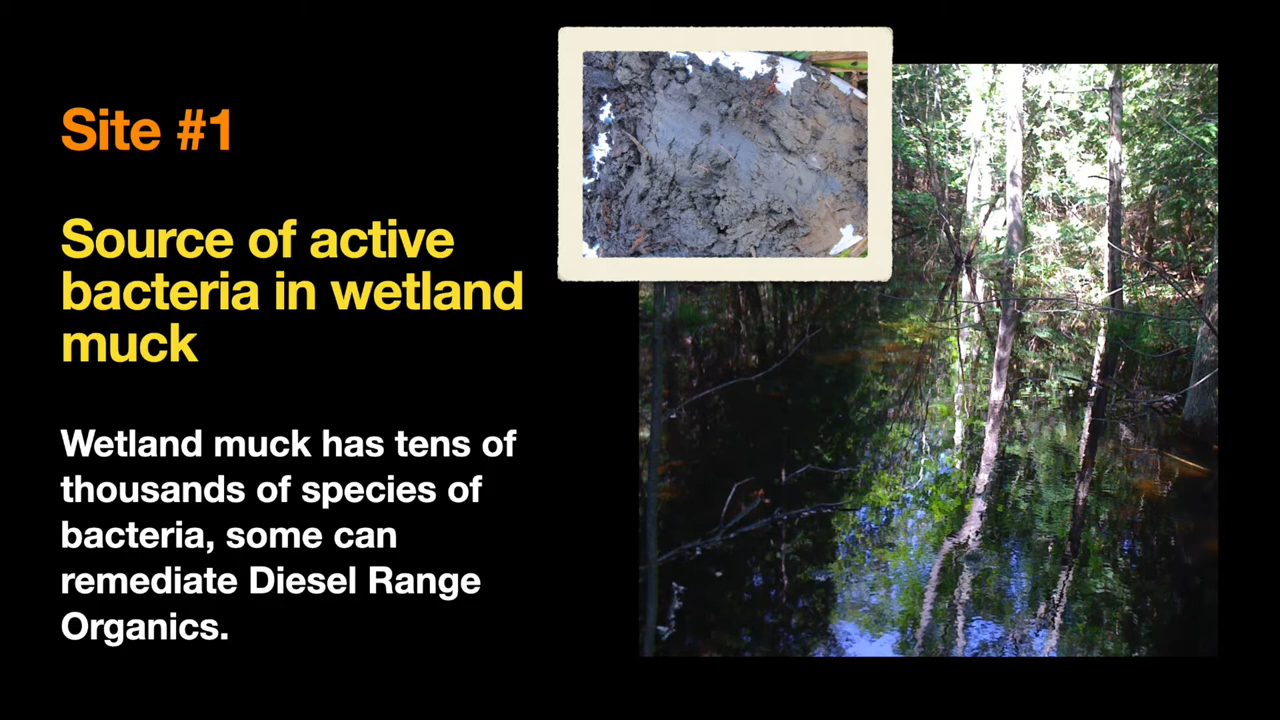 Site #1
Source of active
bacteria in wetland
muck
Wetland muck has tens of
thousands of species of
bacteria, some can
remediate Diesel Range
Organics.